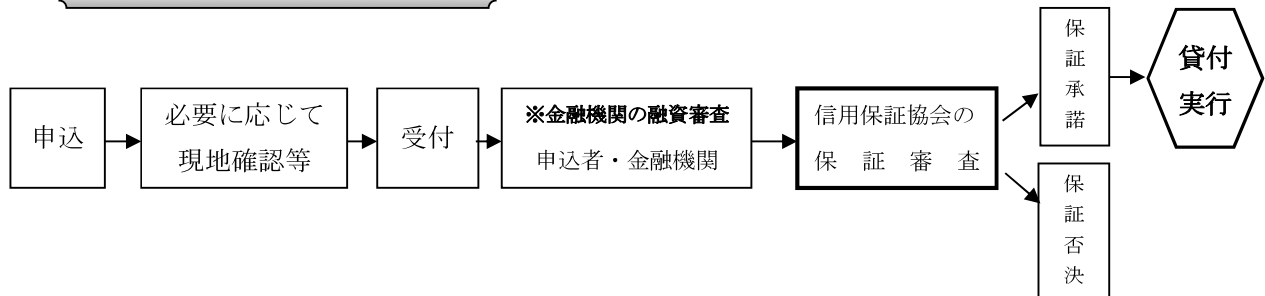 申込
必要に応じて
現地確認等
受付
※金融機関の融資審査
申込者・金融機関
信用保証協会の
保証審査
保証承諾
貸付
実行
保証否決